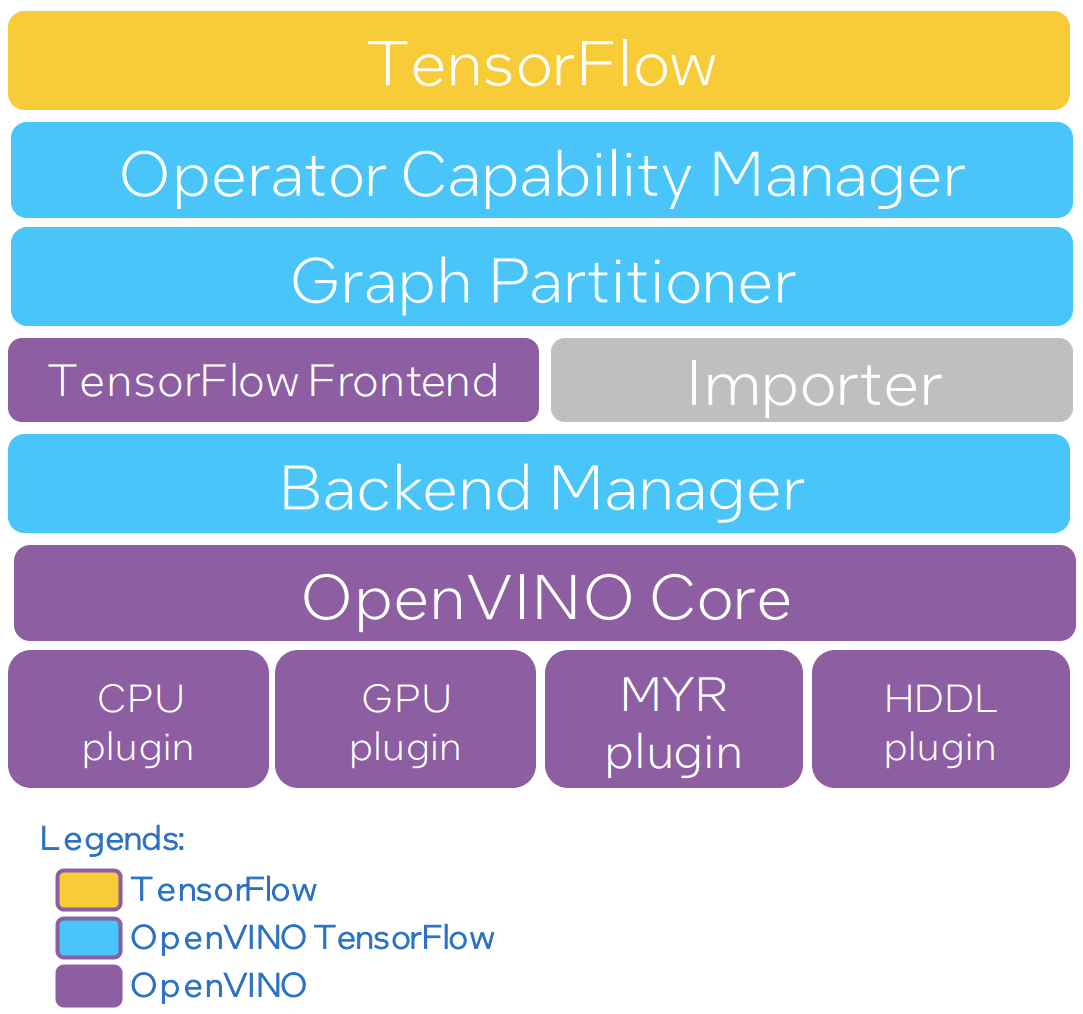 TensorFlow
Operator Capability Manager
Graph Partitioner
TensorFlow Frontend
Importer
Backend Manager
OpenVINO Core
CPU
plugin
GPU
plugin
MYR
plugin
HDDL
plugin
Legends:
TensorFlow
OpenVINO TensorFlow
OpenVINO